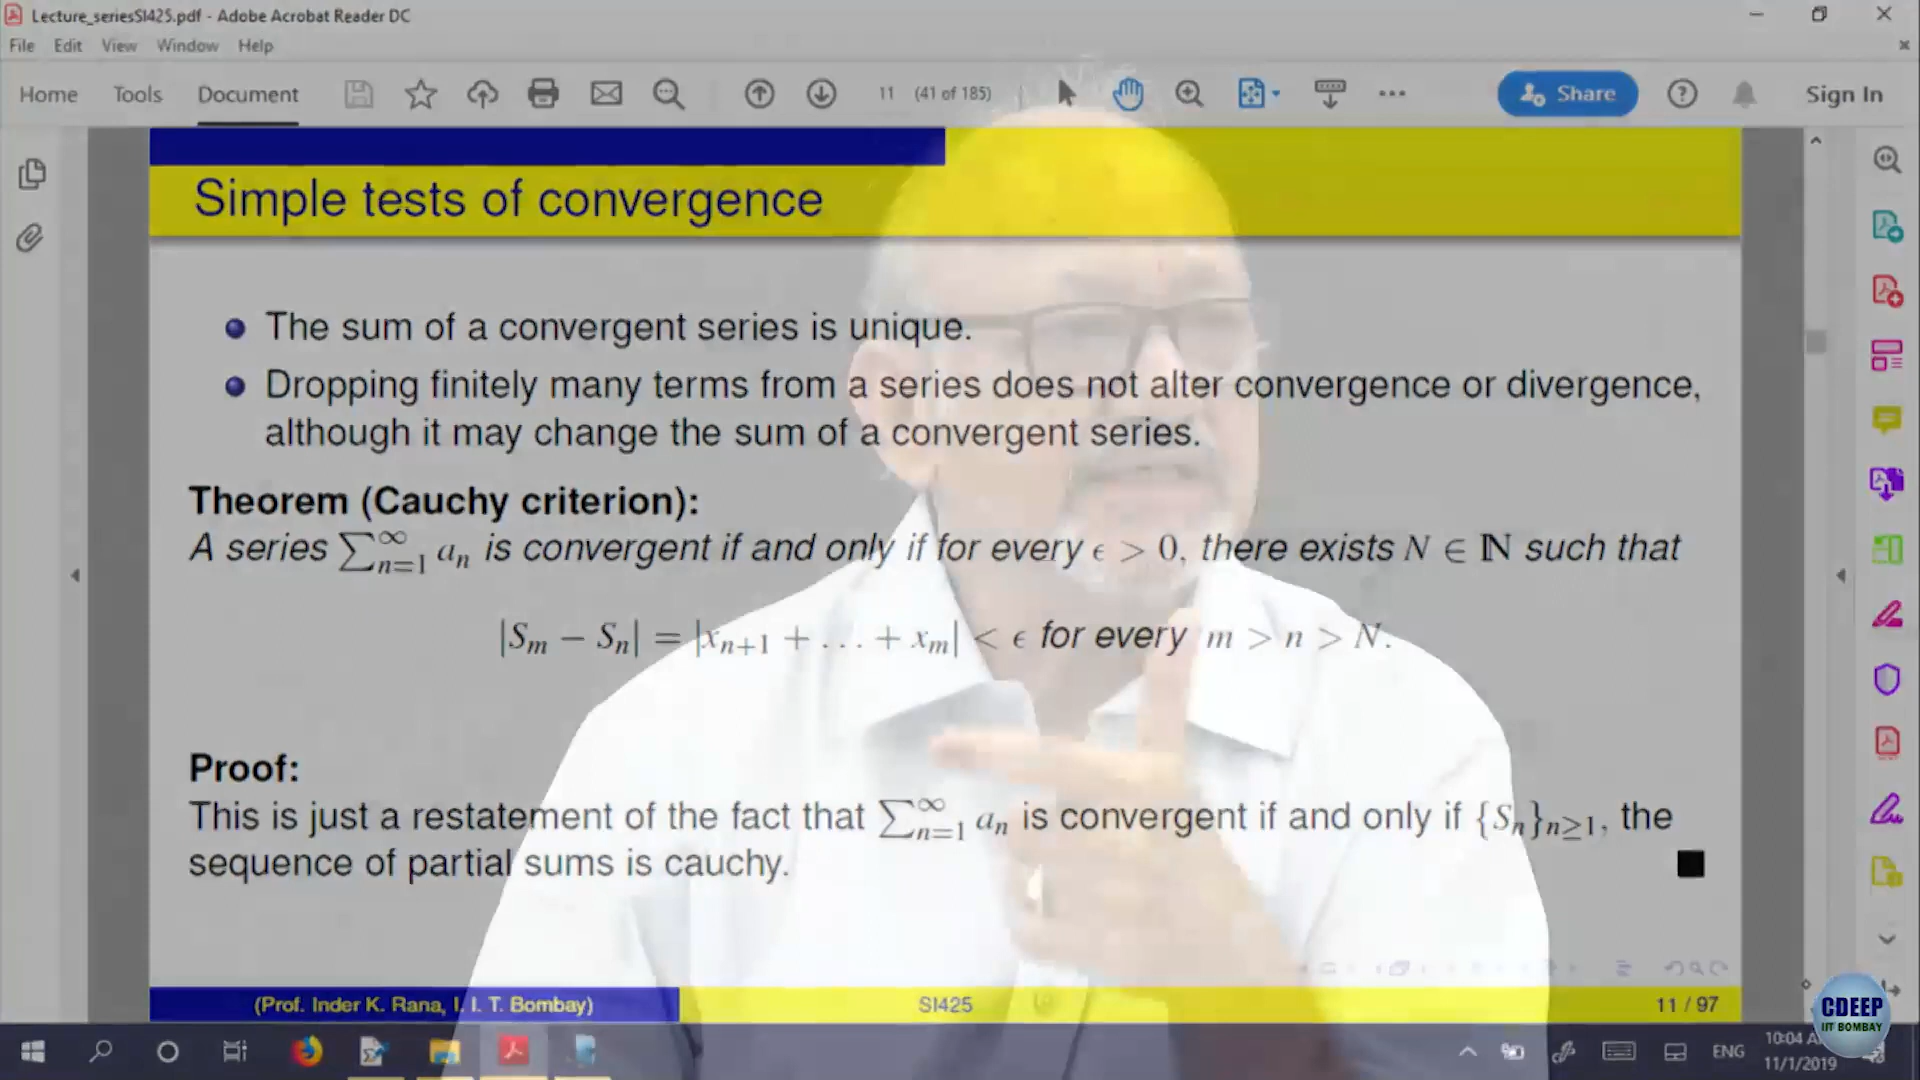 Lecture_seriesSI425.pdf - Adobe Acrobat Reader DC
File Edit View Window Help
Home Tools Document 11 (41 of 185) Share Sign In
Simple tests of convergence
The sum of a convergent series is unique.
Dropping finitely many terms from a series does not alter convergence or divergence,
although it may change the sum of a convergent series.
Theorem (Cauchy criterion):
A series ∑_{n=1}^{∞} a_n is convergent if and only if for every ϵ > 0, there exists N ∈ ℕ such that
|S_m − S_n| = |x_{n+1} + … + x_m| < ϵ for every m > n > N.
Proof:
This is just a restatement of the fact that ∑_{n=1}^{∞} a_n is convergent if and only if {S_n}_{n≥1}, the
sequence of partial sums is cauchy.
(Prof. Inder K. Rana, I. I. T. Bombay) SI425 11 / 97
CDEEP
IIT BOMBAY
ENG 10:04
11/1/2019